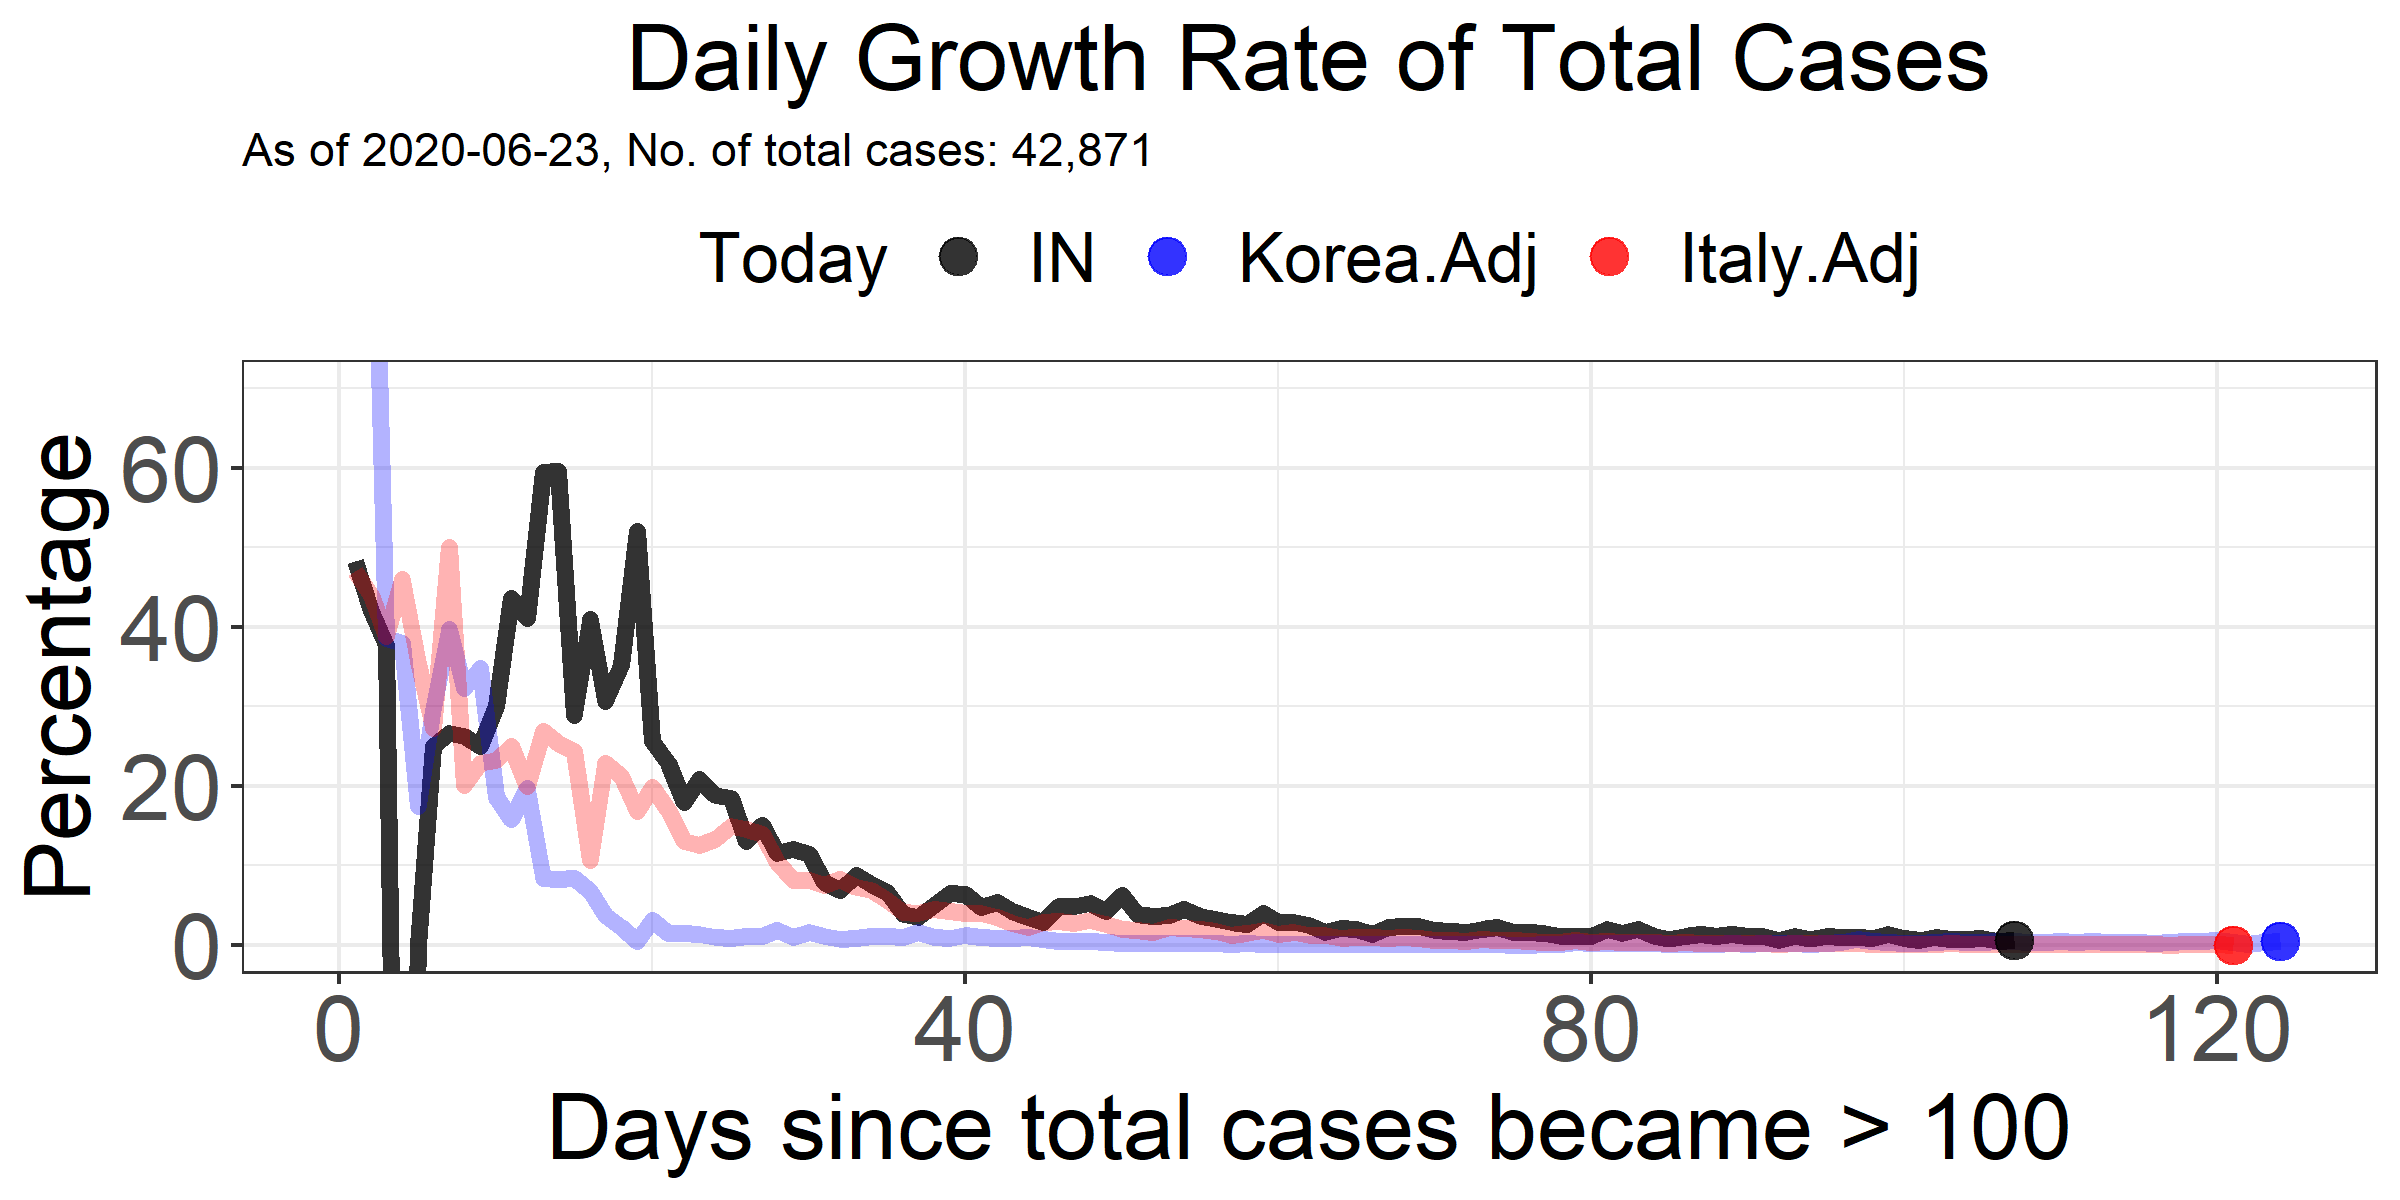 Daily Growth Rate of Total Cases
As of 2020-06-23, No. of total cases: 42,871
Today IN Korea.Adj Italy.Adj
Percentage
60
40
20
0
0 40 80 120
Days since total cases became > 100